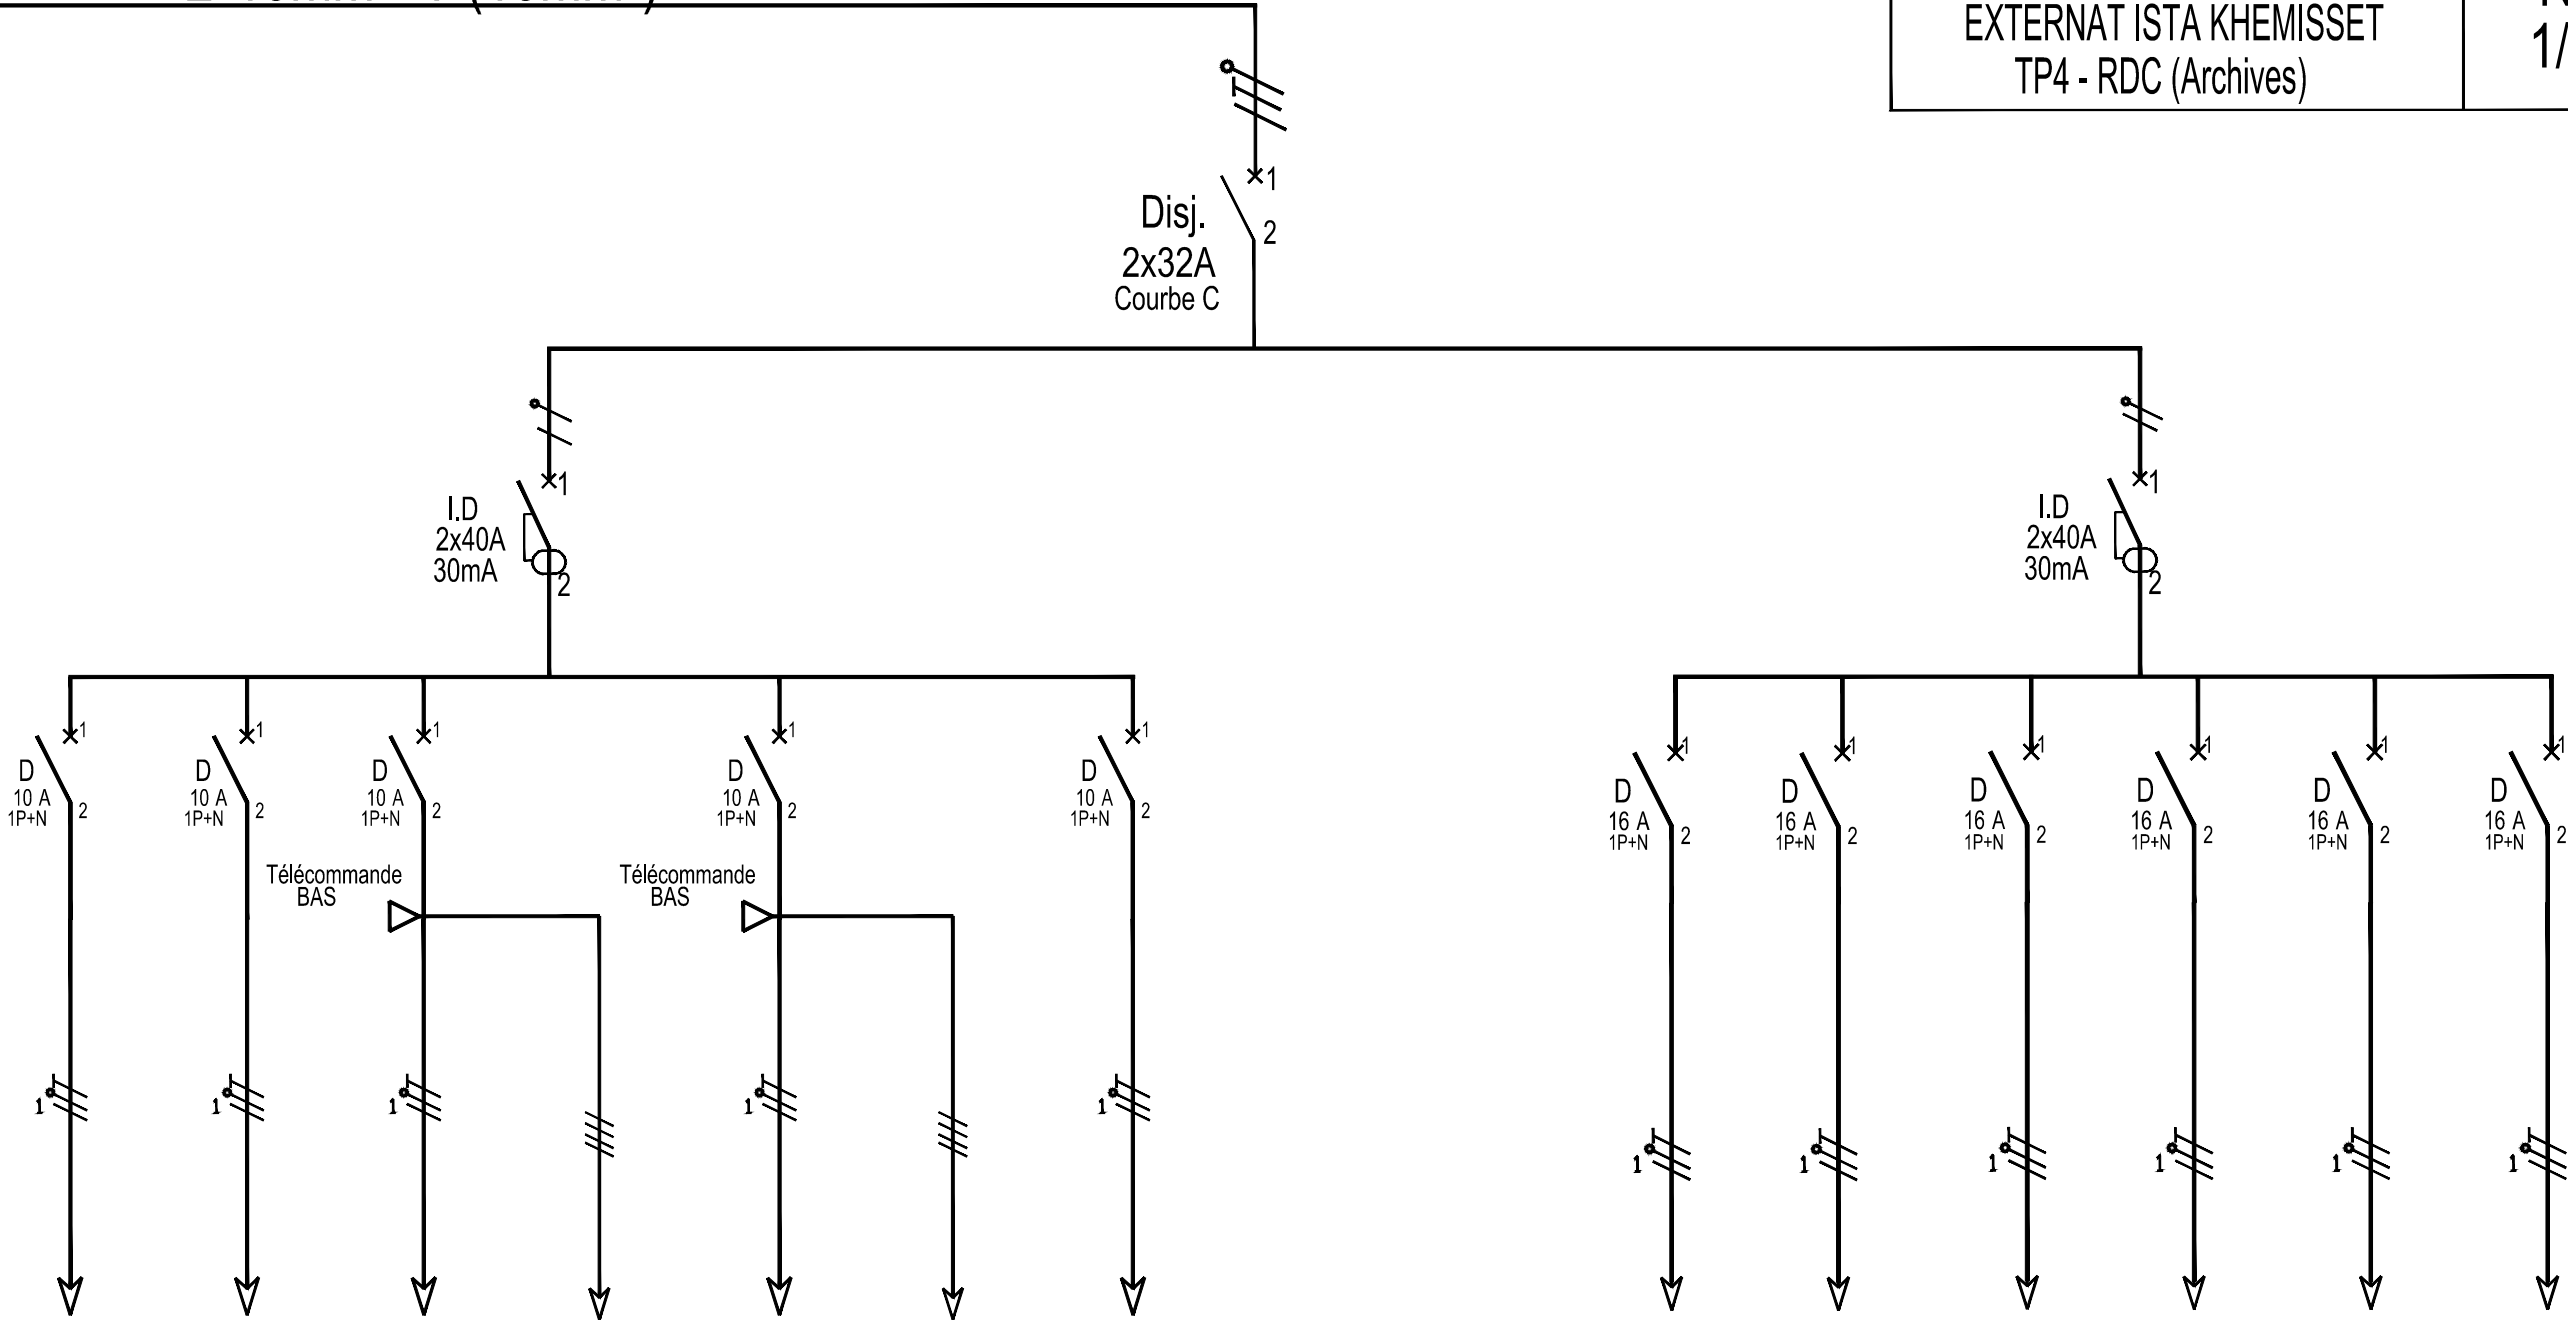 EXTERNAT ISTA KHEMISSET
TP4 - RDC (Archives)
1/
1
Disj.
2
2x32A
Courbe C
1
I.D
2x40A
30mA
2
1
I.D
2x40A
30mA
2
1
D
10 A
1P+N
2
1
D
10 A
1P+N
2
1
D
10 A
1P+N
2
1
D
10 A
1P+N
2
1
D
10 A
1P+N
2
1
D
16 A
1P+N
2
1
D
16 A
1P+N
2
1
D
16 A
1P+N
2
1
D
16 A
1P+N
2
1
D
16 A
1P+N
2
1
D
16 A
1P+N
2
Télécommande
BAS
Télécommande
BAS
1
1
1
1
1
1
1
1
1
1
1